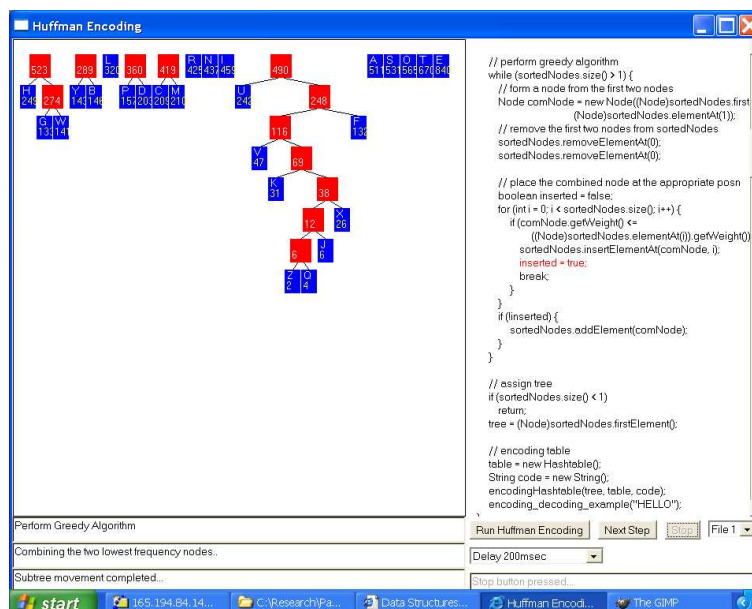 Huffman Encoding
523 289 L 320 360 419 R 425 N 437 I 459 490 A 511 S 531 O 565 T 670 E 840
H 249 274 Y 143 B 146 P 157 D 203 C 209 M 210 U 242 248
G 133 W 141 116 F 132
V 47 69
K 31 38
12 X 26
6 J 6
Z 2 Q 4
// perform greedy algorithm
while (sortedNodes.size() > 1) {
// form a node from the first two nodes
Node comNode = new Node((Node)sortedNodes.first
(Node)sortedNodes.elementAt(1));
// remove the first two nodes from sortedNodes
sortedNodes.removeElementAt(0);
sortedNodes.removeElementAt(0);
// place the combined node at the appropriate posn
boolean inserted = false;
for (int i = 0; i < sortedNodes.size(); i++) {
if (comNode.getWeight() <=
((Node)sortedNodes.elementAt(i)).getWeight())
sortedNodes.insertElementAt(comNode, i);
inserted = true;
break;
}
}
if (!inserted) {
sortedNodes.addElement(comNode);
}
}
// assign tree
if (sortedNodes.size() < 1)
return;
tree = (Node)sortedNodes.firstElement();
// encoding table
table = new Hashtable();
String code = new String();
encodingHashtable(tree, table, code);
encoding_decoding_example("HELLO");
Perform Greedy Algorithm
Combining the two lowest frequency nodes..
Subtree movement completed...
Run Huffman Encoding Next Step Stop File 1
Delay 200msec
Stop button pressed...
start 165.194.84.14... C:\Research\Pa... Data Structures... Huffman Encodi... The GIMP